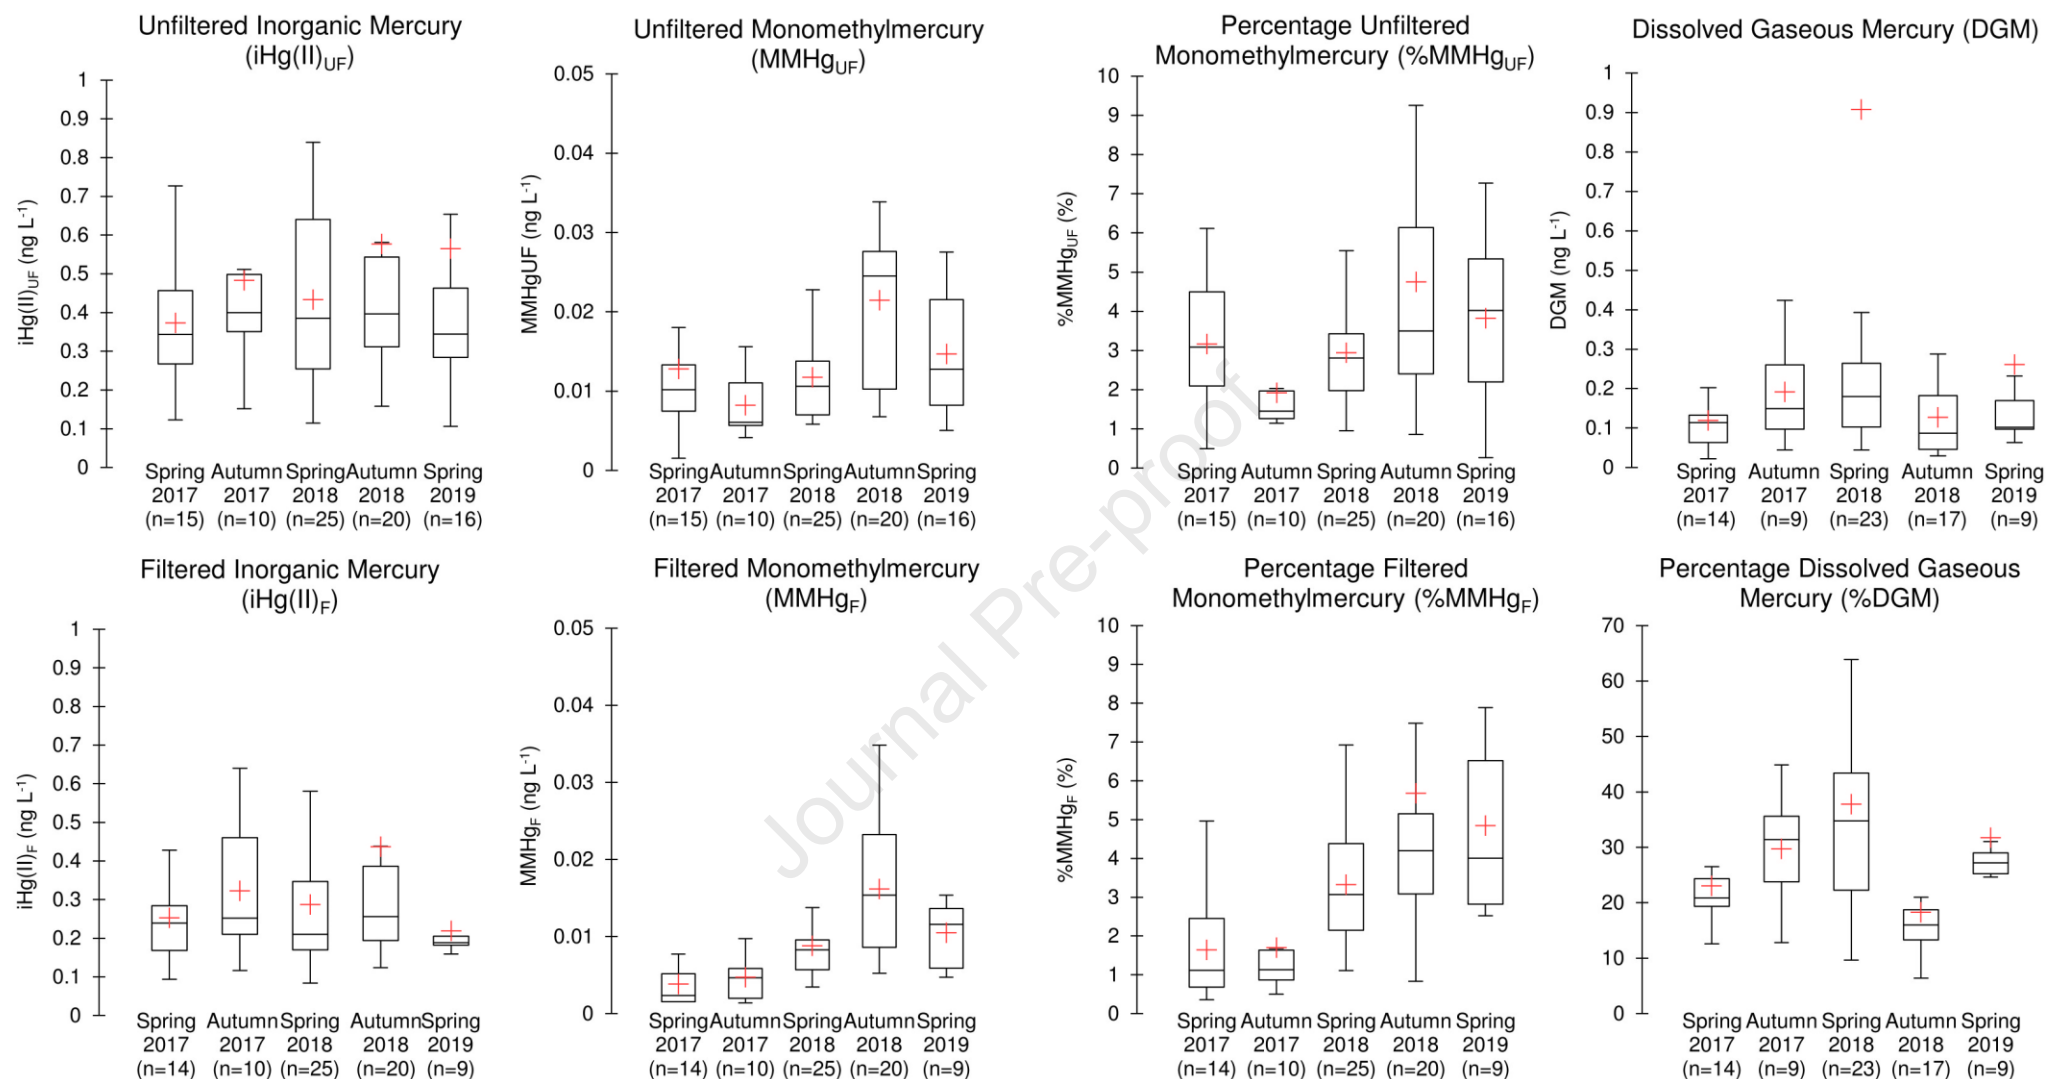 Unfiltered Inorganic Mercury
(iHg(II)UF)
iHg(II)UF (ng L-1)
1
0.9
0.8
0.7
0.6
0.5
0.4
0.3
0.2
0.1
0
Spring Autumn Spring Autumn Spring
2017 2017 2018 2018 2019
(n=15) (n=10) (n=25) (n=20) (n=16)
Unfiltered Monomethylmercury
(MMHgUF)
MMHgUF (ng L-1)
0.05
0.04
0.03
0.02
0.01
0
Spring Autumn Spring Autumn Spring
2017 2017 2018 2018 2019
(n=15) (n=10) (n=25) (n=20) (n=16)
Percentage Unfiltered
Monomethylmercury (%MMHgUF)
%MMHgUF (%)
10
9
8
7
6
5
4
3
2
1
0
Spring Autumn Spring Autumn Spring
2017 2017 2018 2018 2019
(n=15) (n=10) (n=25) (n=20) (n=16)
Dissolved Gaseous Mercury (DGM)
DGM (ng L-1)
1
0.9
0.8
0.7
0.6
0.5
0.4
0.3
0.2
0.1
0
Spring Autumn Spring Autumn Spring
2017 2017 2018 2018 2019
(n=14) (n=9) (n=23) (n=17) (n=9)
Filtered Inorganic Mercury
(iHg(II)F)
iHg(II)F (ng L-1)
1
0.9
0.8
0.7
0.6
0.5
0.4
0.3
0.2
0.1
0
Spring Autumn Spring Autumn Spring
2017 2017 2018 2018 2019
(n=14) (n=10) (n=25) (n=20) (n=9)
Filtered Monomethylmercury
(MMHgF)
MMHgF (ng L-1)
0.05
0.04
0.03
0.02
0.01
0
Spring Autumn Spring Autumn Spring
2017 2017 2018 2018 2019
(n=14) (n=10) (n=25) (n=20) (n=9)
Percentage Filtered
Monomethylmercury (%MMHgF)
%MMHgF (%)
10
9
8
7
6
5
4
3
2
1
0
Spring Autumn Spring Autumn Spring
2017 2017 2018 2018 2019
(n=14) (n=10) (n=25) (n=20) (n=9)
Percentage Dissolved Gaseous
Mercury (%DGM)
70
60
50
40
30
20
10
0
Spring Autumn Spring Autumn Spring
2017 2017 2018 2018 2019
(n=14) (n=9) (n=23) (n=17) (n=9)
Journal Pre-proof